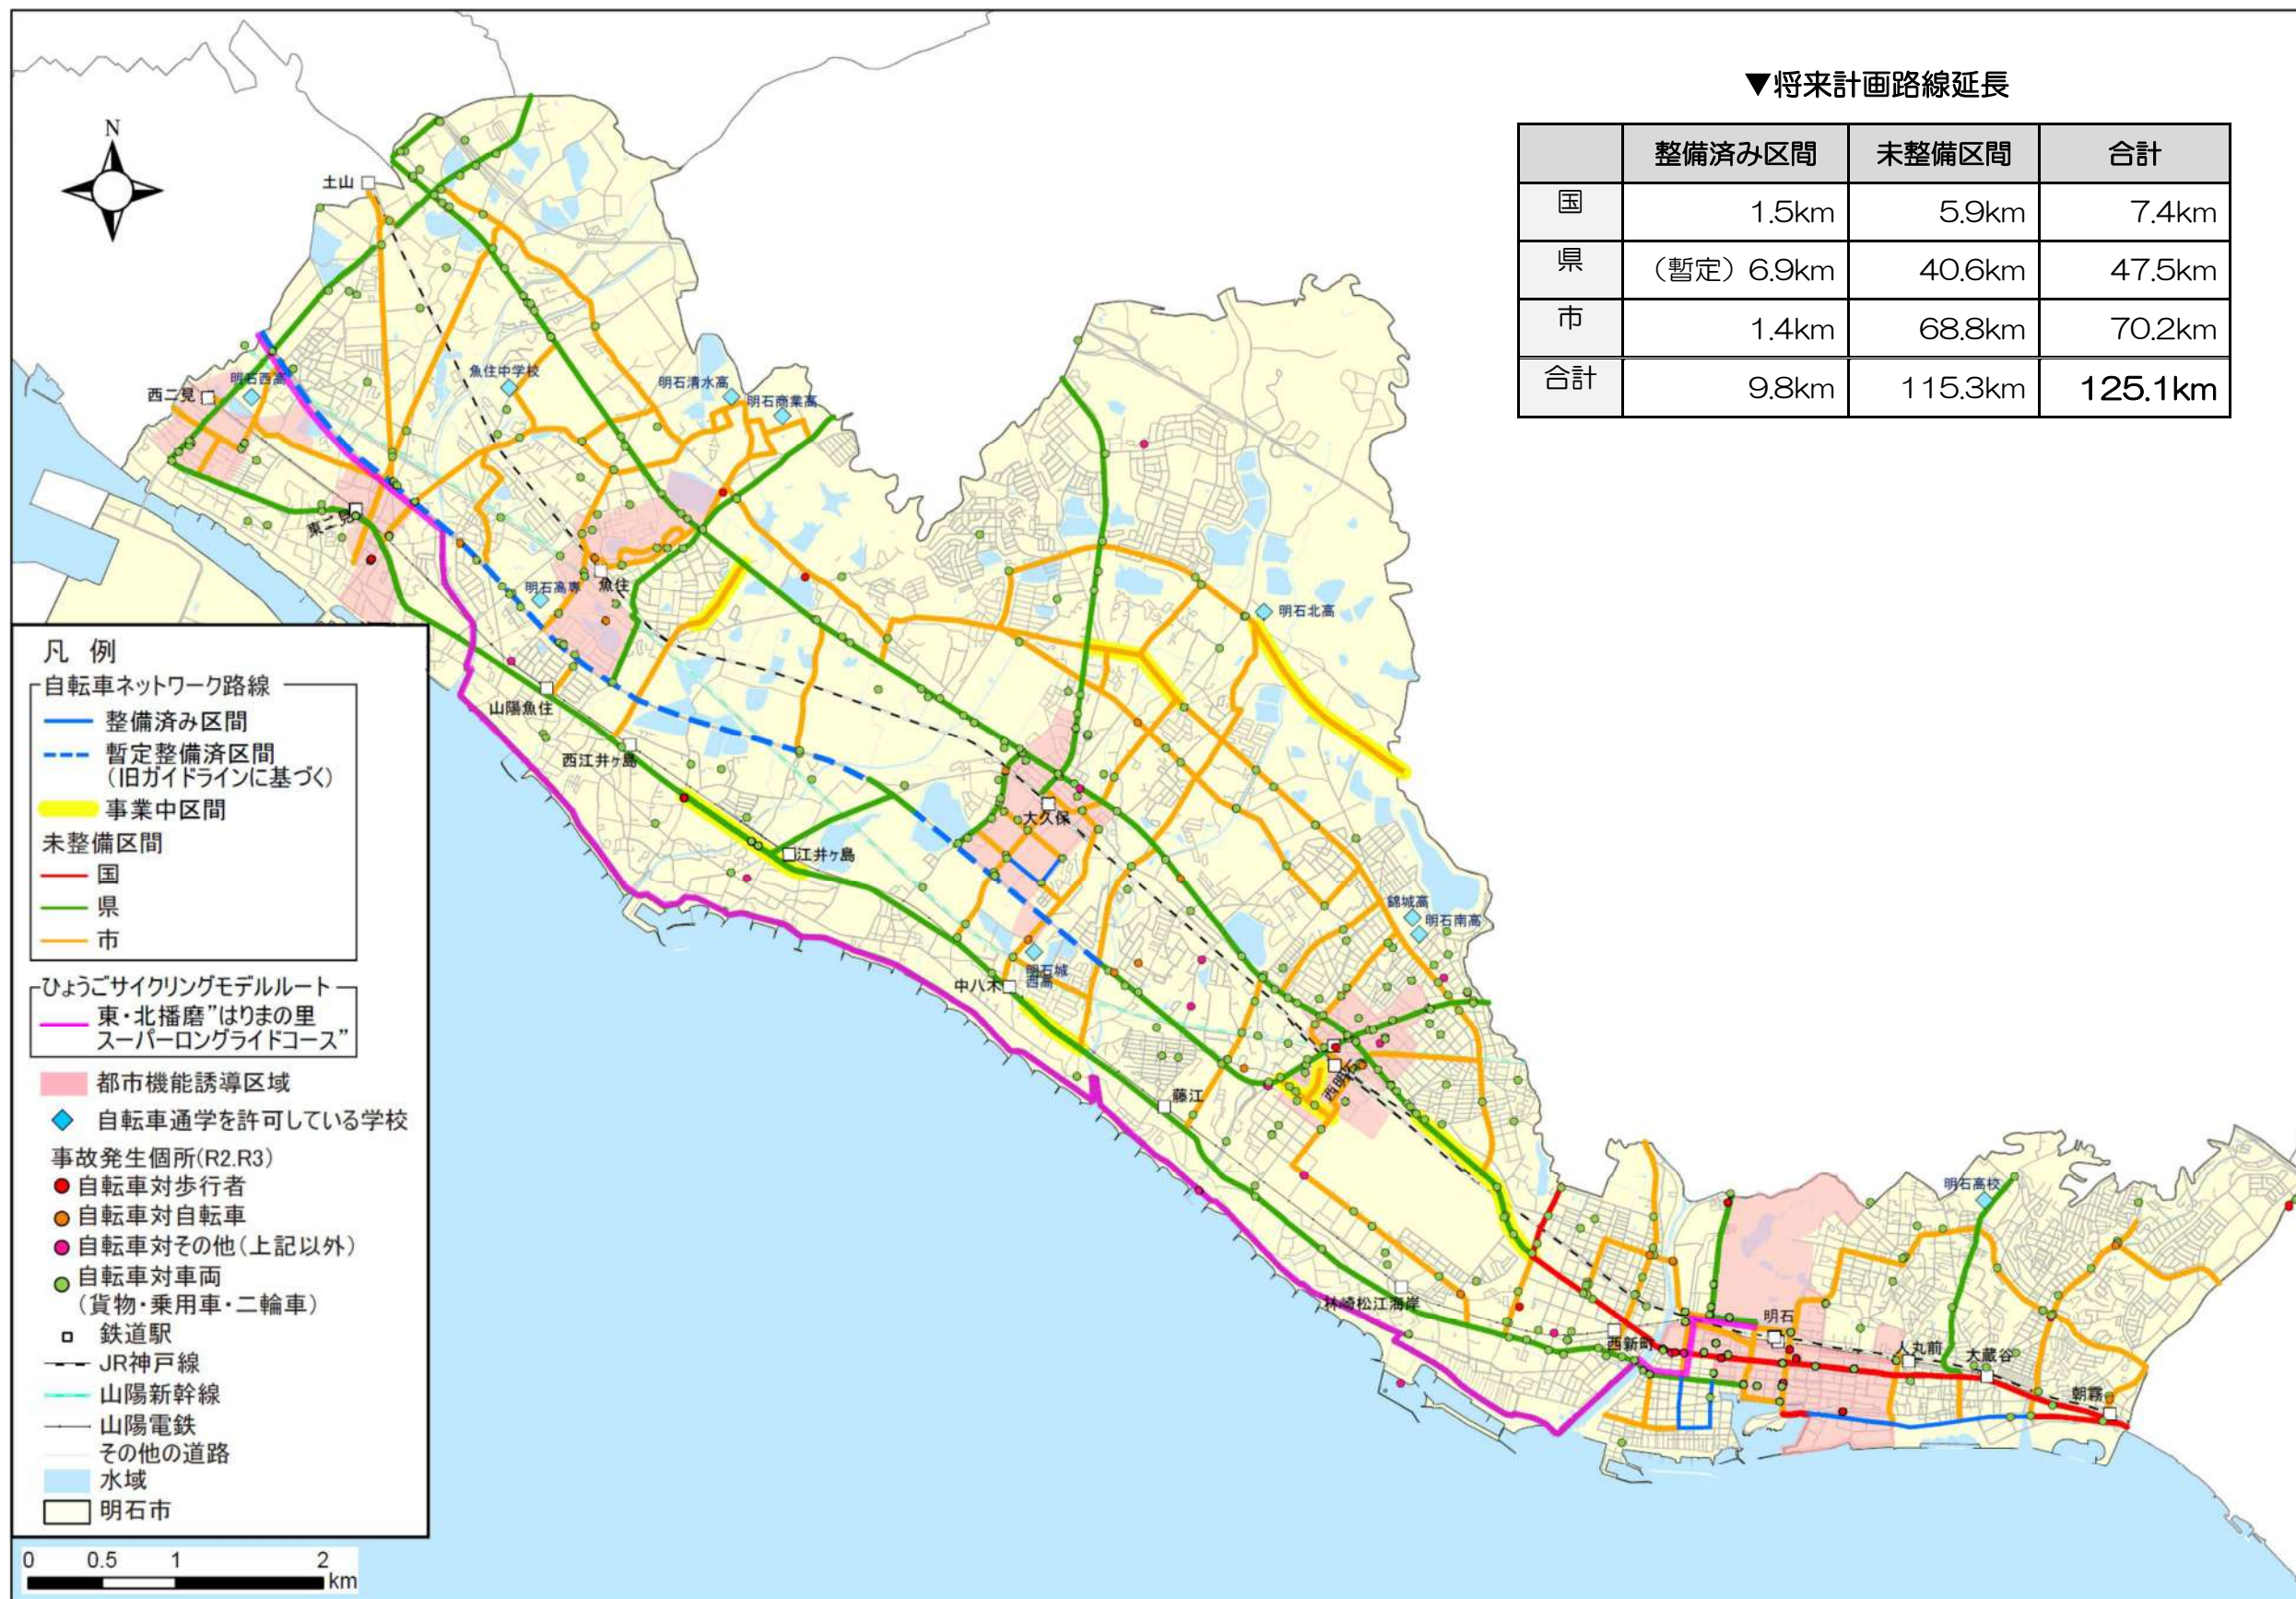 ▼将来計画路線延長
整備済み区間 未整備区間 合計
国 1.5km 5.9km 7.4km
県 （暫定）6.9km 40.6km 47.5km
市 1.4km 68.8km 70.2km
合計 9.8km 115.3km 125.1km
N
土山
西二見
明石西高
魚住中学校
明石清水高
明石商業高
東二見
明石高専
魚住
明石北高
山陽魚住
西江井ヶ島
大久保
江井ヶ島
錦城高
明石南高
中八木
明石城
西高
藤江
西明石
明石高校
林崎松江海岸
西新町
明石
人丸前
大蔵谷
朝霧
凡 例
自転車ネットワーク路線
整備済み区間
暫定整備済区間
（旧ガイドラインに基づく）
事業中区間
未整備区間
国
県
市
ひょうごサイクリングモデルルート
東・北播磨”はりまの里
スーパーロングライドコース”
都市機能誘導区域
自転車通学を許可している学校
事故発生個所(R2.R3)
自転車対歩行者
自転車対自転車
自転車対その他（上記以外）
自転車対車両
（貨物・乗用車・二輪車）
鉄道駅
JR神戸線
山陽新幹線
山陽電鉄
その他の道路
水域
明石市
0 0.5 1 2
km